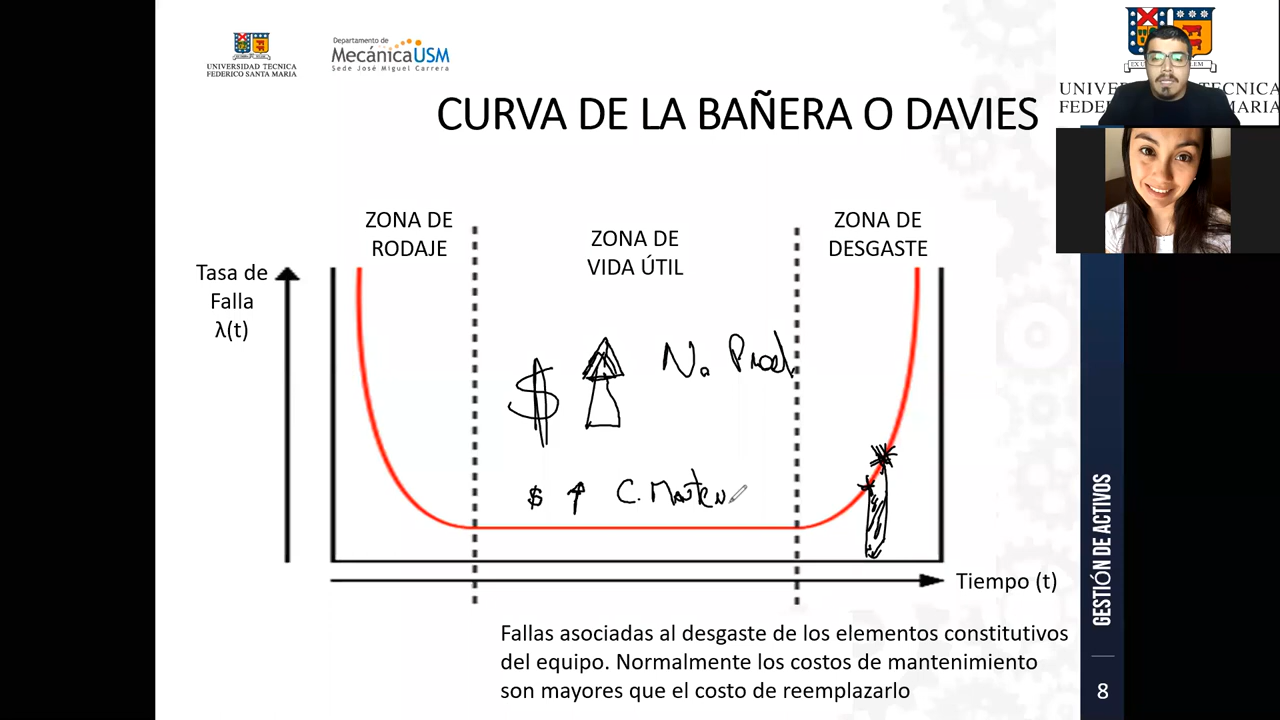 UNIVERSIDAD TECNICA
FEDERICO SANTA MARIA
Departamento de
MecánicaUSM
Sede José Miguel Carrera
CURVA DE LA BAÑERA O DAVIES
ZONA DE
RODAJE
ZONA DE
VIDA ÚTIL
ZONA DE
DESGASTE
Tasa de
Falla
λ(t)
$ N. Prod.
$ C. Manten
Tiempo (t)
Fallas asociadas al desgaste de los elementos constitutivos
del equipo. Normalmente los costos de mantenimiento
son mayores que el costo de reemplazarlo
GESTIÓN DE ACTIVOS
8